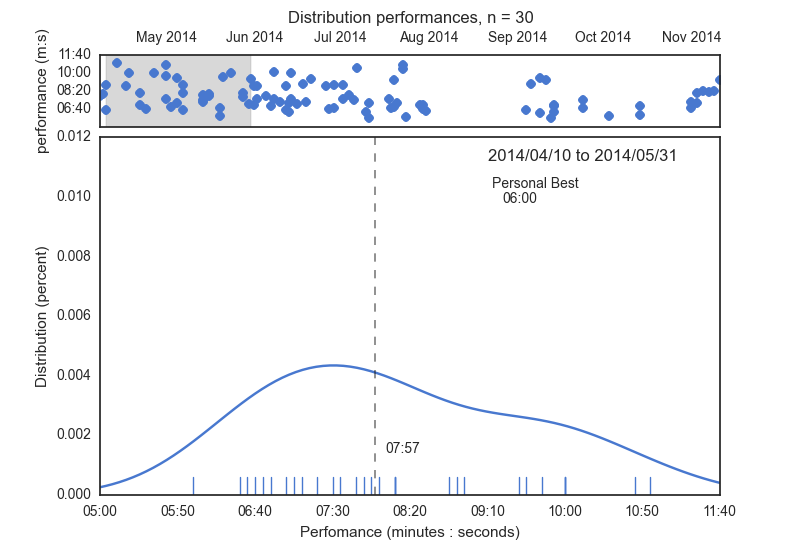 Distribution performances, n = 30
May 2014 Jun 2014 Jul 2014 Aug 2014 Sep 2014 Oct 2014 Nov 2014
performance (m:s)
11:40
10:00
08:20
06:40
Distribution (percent)
0.012
0.010
0.008
0.006
0.004
0.002
0.000
2014/04/10 to 2014/05/31
Personal Best
06:00
07:57
05:00 05:50 06:40 07:30 08:20 09:10 10:00 10:50 11:40
Perfomance (minutes : seconds)